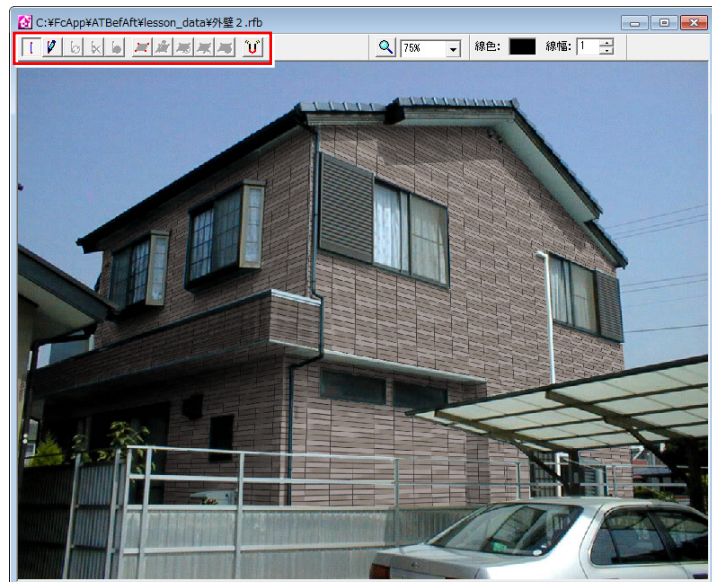 C:¥FcApp¥ATBefAft¥lesson_data¥外壁２.rfb
75% 線色: 線幅: 1